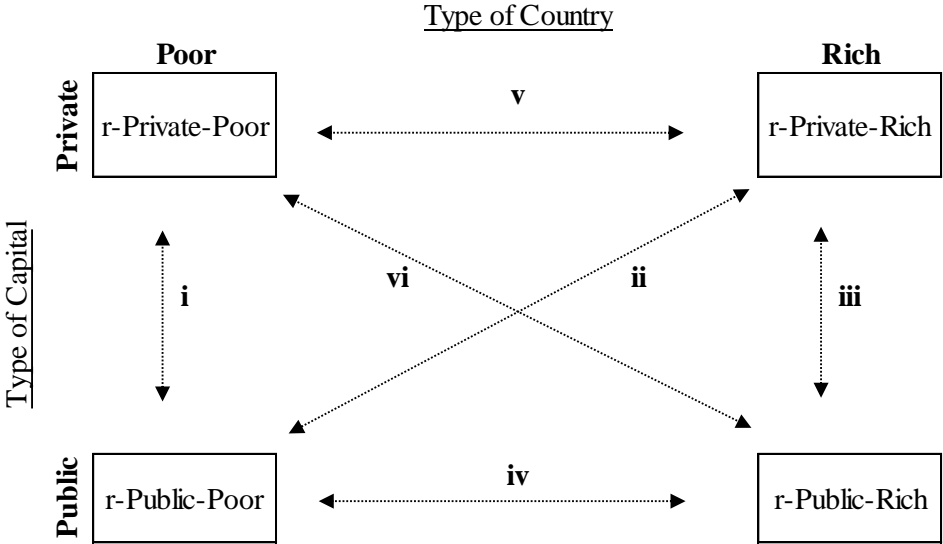 Type of Country
Poor
Rich
Private
r-Private-Poor
v
r-Private-Rich
Type of Capital
i
vi
ii
iii
Public
r-Public-Poor
iv
r-Public-Rich